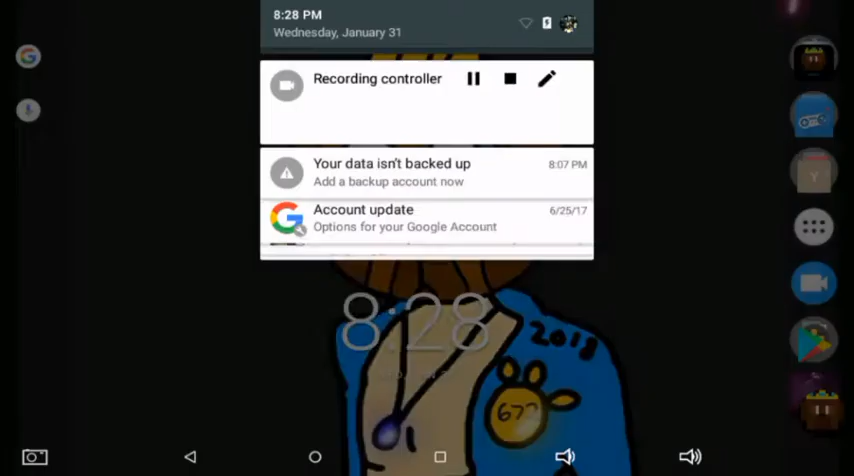 8:28 PM
Wednesday, January 31
Recording controller
Your data isn't backed up
8:07 PM
Add a backup account now
Account update
6/25/17
Options for your Google Account
8:28
2018
677